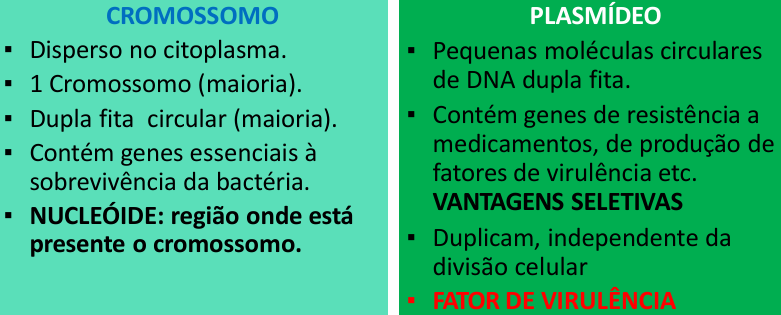 CROMOSSOMO
▪ Disperso no citoplasma.
▪ 1 Cromossomo (maioria).
▪ Dupla fita circular (maioria).
▪ Contém genes essenciais à
sobrevivência da bactéria.
▪ NUCLEÓIDE: região onde está
presente o cromossomo.
PLASMÍDEO
▪ Pequenas moléculas circulares
de DNA dupla fita.
▪ Contém genes de resistência a
medicamentos, de produção de
fatores de virulência etc.
VANTAGENS SELETIVAS
▪ Duplicam, independente da
divisão celular
▪ FATOR DE VIRULÊNCIA